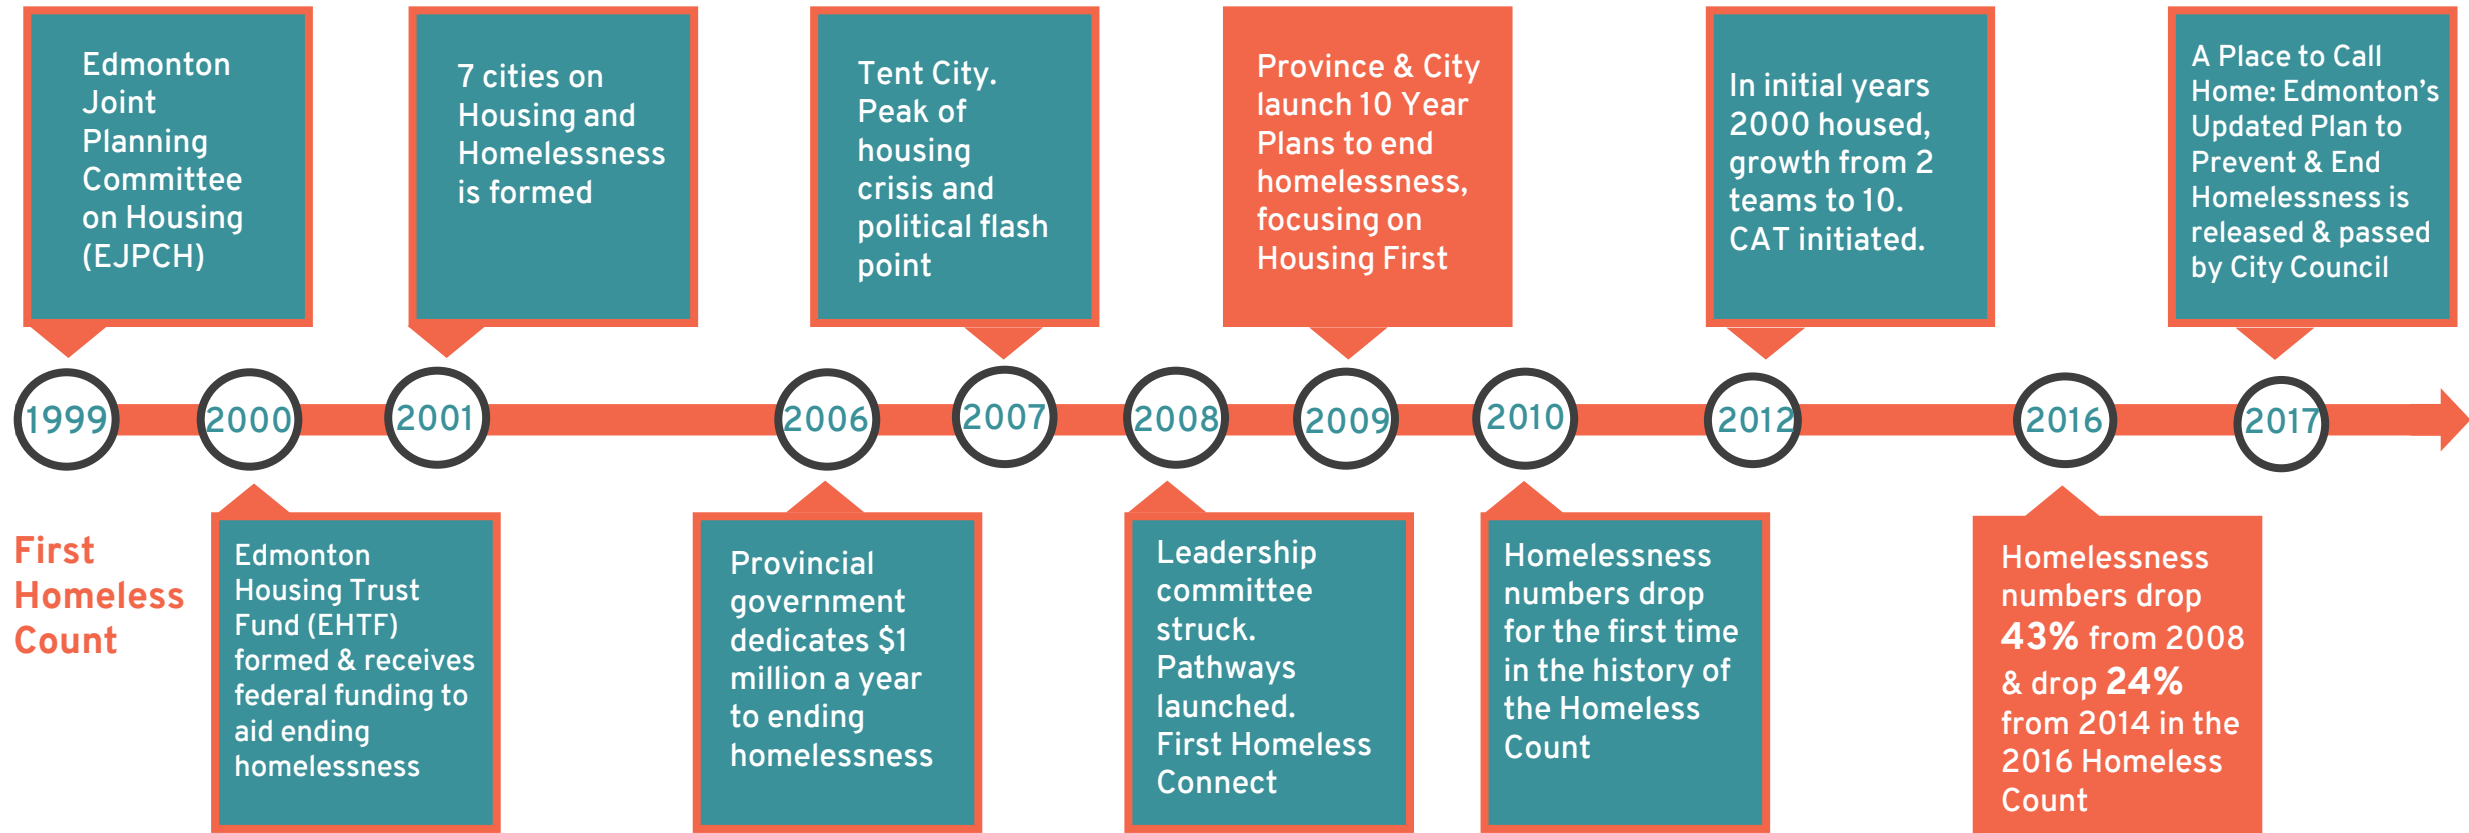 Edmonton
Joint
Planning
Committee
on Housing
(EJPCH)
7 cities on
Housing and
Homelessness
is formed
Tent City.
Peak of
housing
crisis and
political flash
point
Province & City
launch 10 Year
Plans to end
homelessness,
focusing on
Housing First
In initial years
2000 housed,
growth from 2
teams to 10.
CAT initiated.
A Place to Call
Home: Edmonton's
Updated Plan to
Prevent & End
Homelessness is
released & passed
by City Council
1999
2000
2001
2006
2007
2008
2009
2010
2012
2016
2017
First
Homeless
Count
Edmonton
Housing Trust
Fund (EHTF)
formed & receives
federal funding to
aid ending
homelessness
Provincial
government
dedicates $1
million a year
to ending
homelessness
Leadership
committee
struck.
Pathways
launched.
First Homeless
Connect
Homelessness
numbers drop
for the first time
in the history of
the Homeless
Count
Homelessness
numbers drop
43% from 2008
& drop 24%
from 2014 in the
2016 Homeless
Count